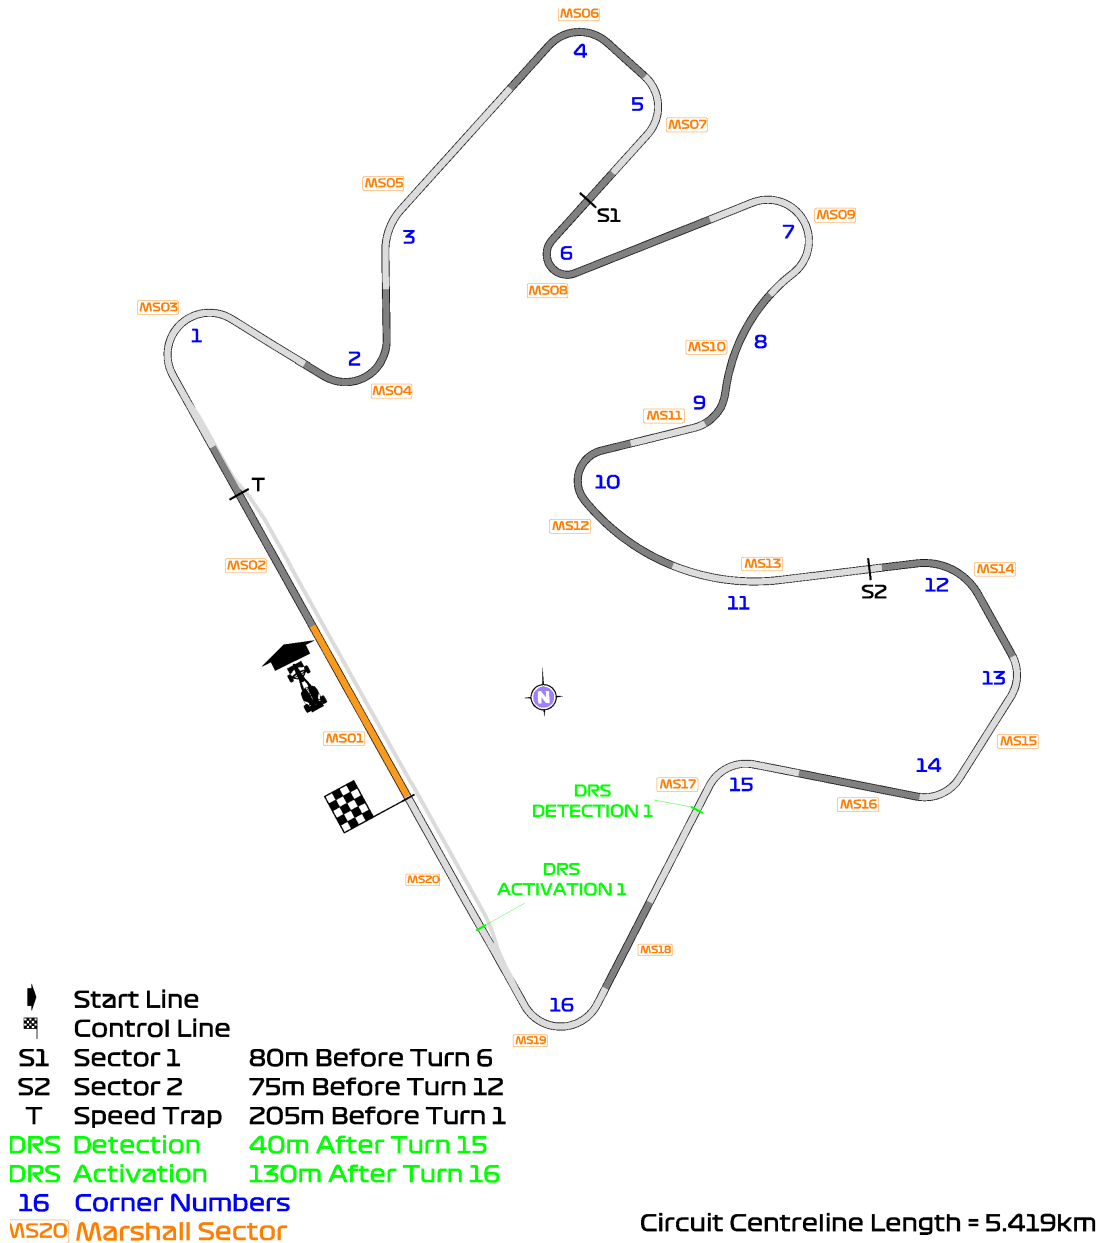 MS06
4
5
MS07
MS05
S1
MS09
3
7
6
MS08
MS03
1
MS10
8
2
MS04
9
MS11
T
10
MS12
MS02
MS13
MS14
12
S2
11
13
N
MS01
MS15
14
MS17
15
DRS
DETECTION 1
MS16
DRS
ACTIVATION 1
MS20
MS18
16
MS19
Start Line
Control Line
S1 Sector 1 80m Before Turn 6
S2 Sector 2 75m Before Turn 12
T Speed Trap 205m Before Turn 1
DRS Detection 40m After Turn 15
DRS Activation 130m After Turn 16
16 Corner Numbers
MS20 Marshall Sector
Circuit Centreline Length = 5.419km